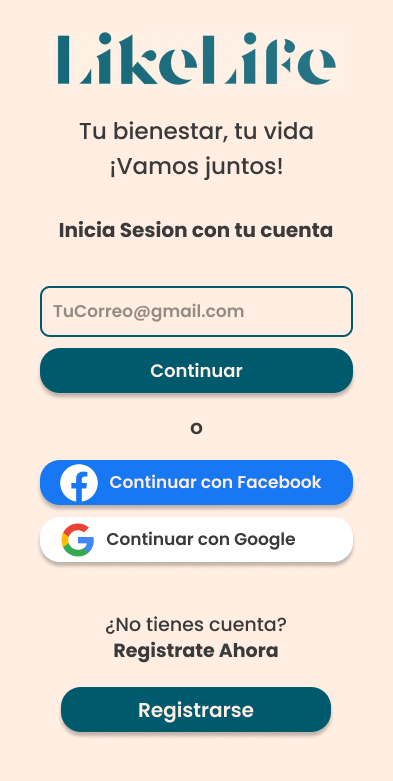 LikeLife
Tu bienestar, tu vida
¡Vamos juntos!
Inicia Sesion con tu cuenta
TuCorreo@gmail.com
Continuar
o
Continuar con Facebook
Continuar con Google
¿No tienes cuenta?
Registrate Ahora
Registrarse